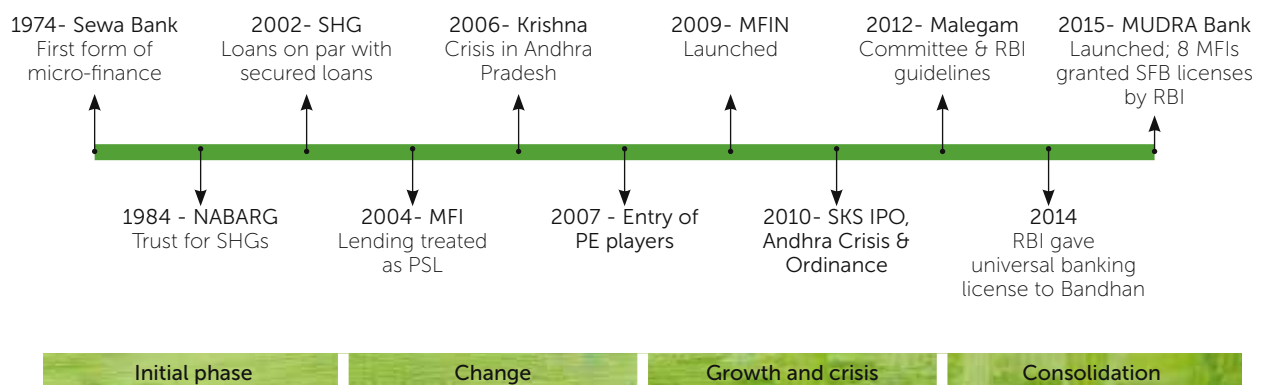 1974- Sewa Bank
First form of
micro-finance
2002- SHG
Loans on par with
secured loans
2006- Krishna
Crisis in Andhra
Pradesh
2009- MFIN
Launched
2012- Malegam
Committee & RBI
guidelines
2015- MUDRA Bank
Launched; 8 MFIs
granted SFB licenses
by RBI
1984 - NABARG
Trust for SHGs
2004- MFI
Lending treated
as PSL
2007 - Entry of
PE players
2010- SKS IPO,
Andhra Crisis &
Ordinance
2014
RBI gave
universal banking
license to Bandhan
Initial phase
Change
Growth and crisis
Consolidation